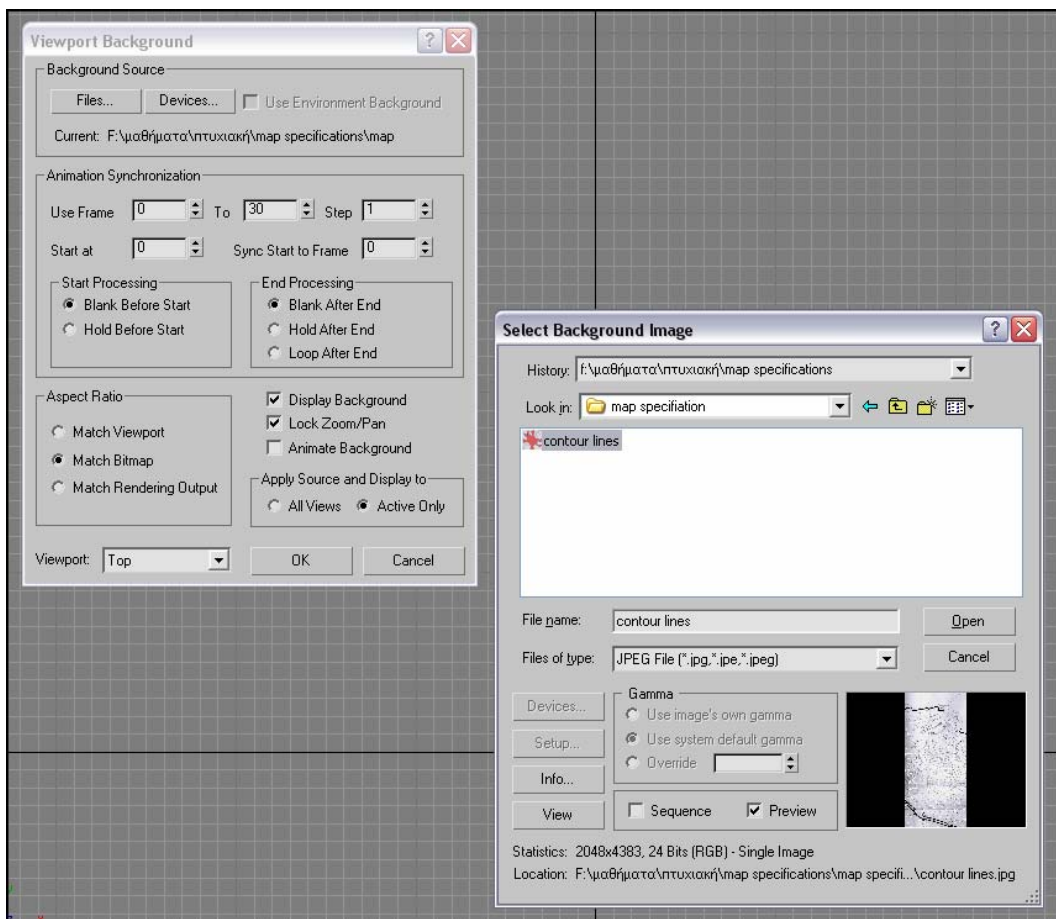 Viewport Background
Background Source
Files... Devices... Use Environment Background
Current: F:\μαθήματα\πτυχιακή\map specifications\map
Animation Synchronization
Use Frame 0 To 30 Step 1
Start at 0 Sync Start to Frame 0
Start Processing
Blank Before Start
Hold Before Start
End Processing
Blank After End
Hold After End
Loop After End
Aspect Ratio
Match Viewport
Match Bitmap
Match Rendering Output
Display Background
Lock Zoom/Pan
Animate Background
Apply Source and Display to
All Views Active Only
Viewport: Top OK Cancel
Select Background Image
History: f:\μαθήματα\πτυχιακή\map specifications
Look in: map specifiation
contour lines
File name: contour lines Open
Files of type: JPEG File (*.jpg,*.jpe,*.jpeg) Cancel
Devices...
Setup...
Info...
View
Gamma
Use image's own gamma
Use system default gamma
Override
Sequence Preview
Statistics: 2048x4383, 24 Bits (RGB) - Single Image
Location: F:\μαθήματα\πτυχιακή\map specifications\map specifi...\contour lines.jpg